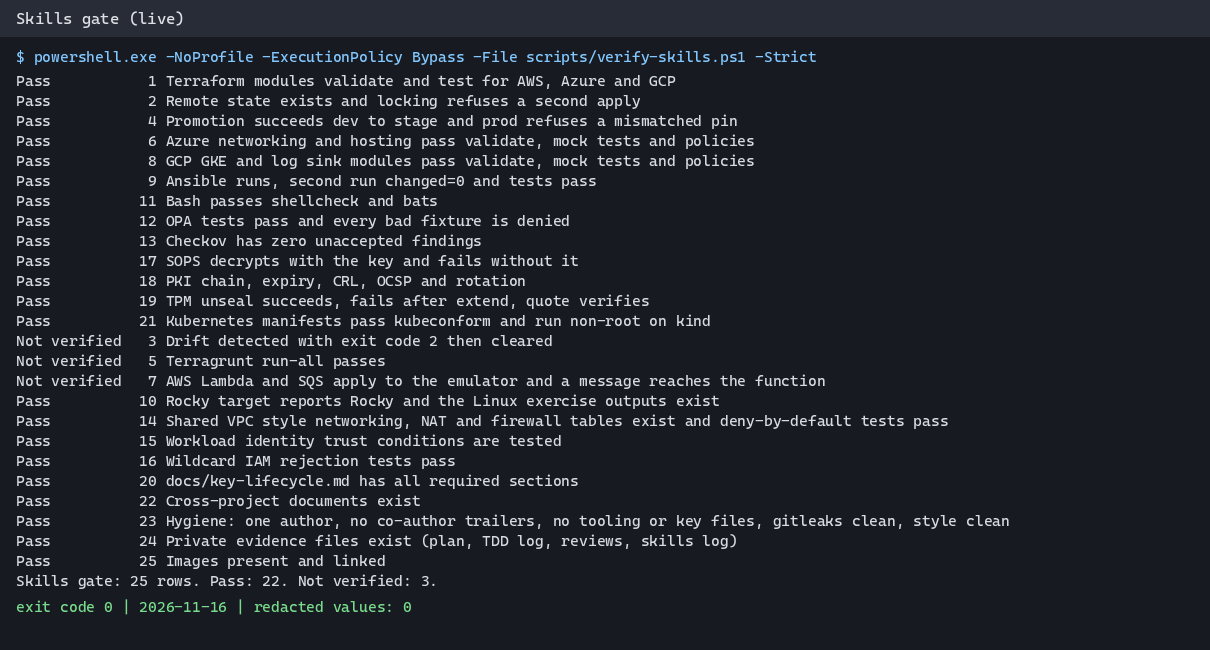 Skills gate (live)
$ powershell.exe -NoProfile -ExecutionPolicy Bypass -File scripts/verify-skills.ps1 -Strict
Pass           1 Terraform modules validate and test for AWS, Azure and GCP
Pass           2 Remote state exists and locking refuses a second apply
Pass           4 Promotion succeeds dev to stage and prod refuses a mismatched pin
Pass           6 Azure networking and hosting pass validate, mock tests and policies
Pass           8 GCP GKE and log sink modules pass validate, mock tests and policies
Pass           9 Ansible runs, second run changed=0 and tests pass
Pass          11 Bash passes shellcheck and bats
Pass          12 OPA tests pass and every bad fixture is denied
Pass          13 Checkov has zero unaccepted findings
Pass          17 SOPS decrypts with the key and fails without it
Pass          18 PKI chain, expiry, CRL, OCSP and rotation
Pass          19 TPM unseal succeeds, fails after extend, quote verifies
Pass          21 Kubernetes manifests pass kubeconform and run non-root on kind
Not verified   3 Drift detected with exit code 2 then cleared
Not verified   5 Terragrunt run-all passes
Not verified   7 AWS Lambda and SQS apply to the emulator and a message reaches the function
Pass          10 Rocky target reports Rocky and the Linux exercise outputs exist
Pass          14 Shared VPC style networking, NAT and firewall tables exist and deny-by-default tests pass
Pass          15 Workload identity trust conditions are tested
Pass          16 Wildcard IAM rejection tests pass
Pass          20 docs/key-lifecycle.md has all required sections
Pass          22 Cross-project documents exist
Pass          23 Hygiene: one author, no co-author trailers, no tooling or key files, gitleaks clean, style clean
Pass          24 Private evidence files exist (plan, TDD log, reviews, skills log)
Pass          25 Images present and linked
Skills gate: 25 rows. Pass: 22. Not verified: 3.
exit code 0 | 2026-11-16 | redacted values: 0